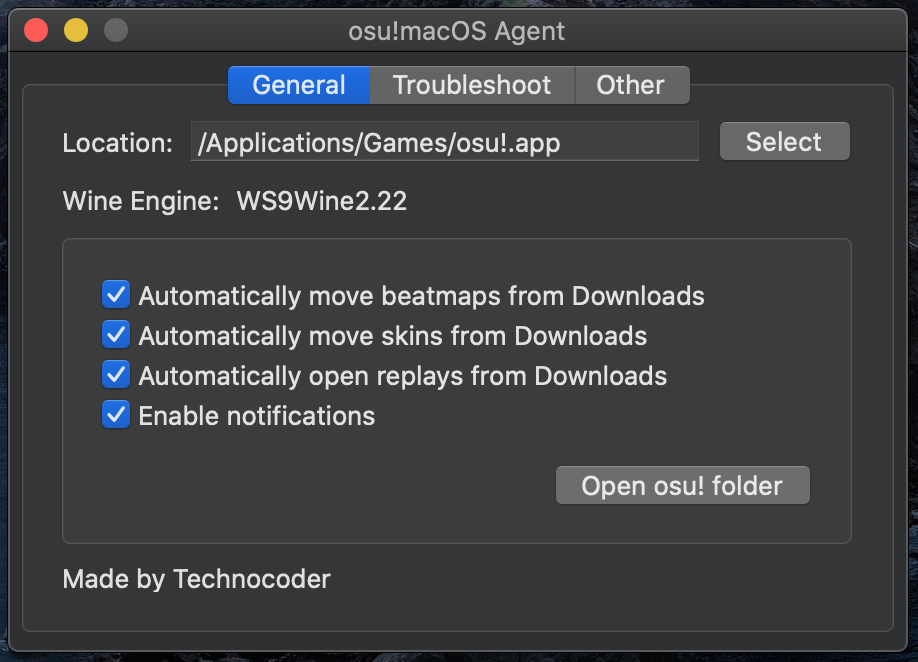 osu!macOS Agent
General Troubleshoot Other
Location: /Applications/Games/osu!.app Select
Wine Engine: WS9Wine2.22
Automatically move beatmaps from Downloads
Automatically move skins from Downloads
Automatically open replays from Downloads
Enable notifications
Open osu! folder
Made by Technocoder